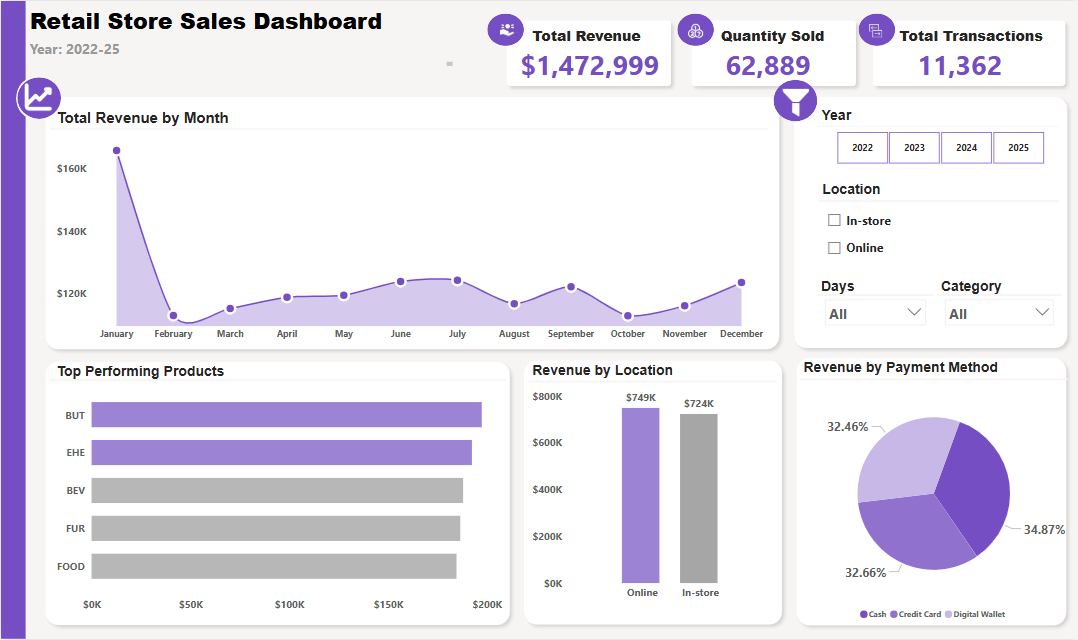 Retail Store Sales Dashboard
Year: 2022-25
Total Revenue
$1,472,999
Quantity Sold
62,889
Total Transactions
11,362
Total Revenue by Month
$160K
$140K
$120K
January February March April May June July August September October November December
Year
2022 2023 2024 2025
Location
In-store
Online
Days Category
All All
Top Performing Products
BUT
EHE
BEV
FUR
FOOD
$0K $50K $100K $150K $200K
Revenue by Location
$800K
$600K
$400K
$200K
$0K
$749K
$724K
Online In-store
Revenue by Payment Method
32.46%
34.87%
32.66%
Cash Credit Card Digital Wallet